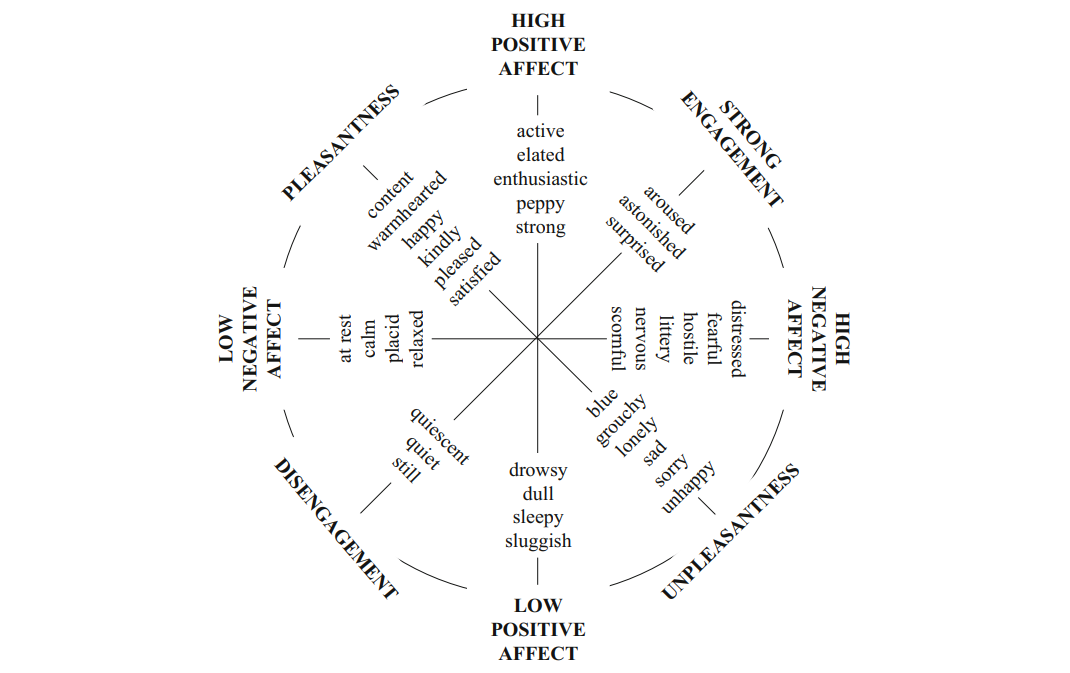 HIGH
POSITIVE
AFFECT
STRONG
ENGAGEMENT
PLEASANTNESS
active
elated
enthusiastic
peppy
strong
content
warmhearted
happy
kindly
pleased
satisfied
aroused
astonished
surprised
LOW
NEGATIVE
AFFECT
at rest
calm
placid
relaxed
scornful
nervous
littery
hostile
fearful
distressed
HIGH
NEGATIVE
AFFECT
quiescent
quiet
still
blue
grouchy
lonely
sad
sorry
unhappy
drowsy
dull
sleepy
sluggish
DISENGAGEMENT
UNPLEASANTNESS
LOW
POSITIVE
AFFECT